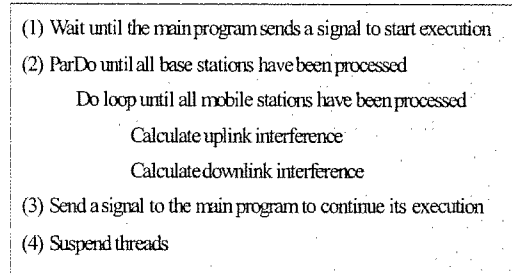 (1) Wait until the main program sends a signal to start execution
(2) ParDo until all base stations have been processed
Do loop until all mobile stations have been processed
Calculate uplink interference
Calculate downlink interference
(3) Send a signal to the main program to continue its execution
(4) Suspend threads